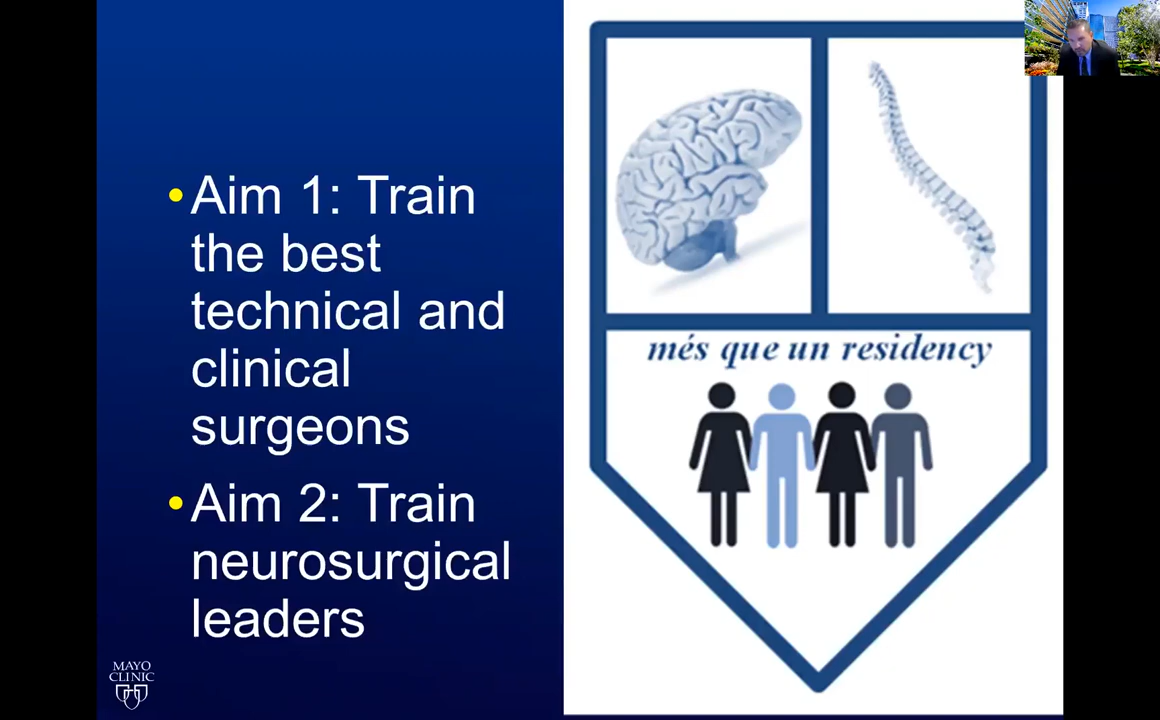 •Aim 1: Train
the best
technical and
clinical
surgeons
•Aim 2: Train
neurosurgical
leaders
MAYO
CLINIC
més que un residency